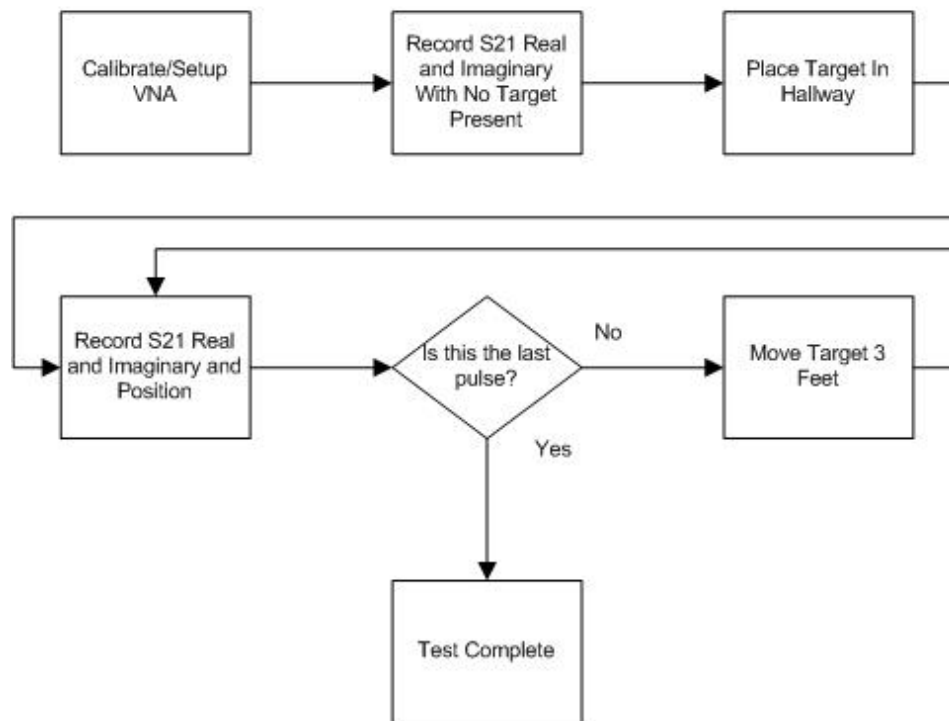 Calibrate/Setup
VNA
Record S21 Real
and Imaginary
With No Target
Present
Place Target In
Hallway
Record S21 Real
and Imaginary and
Position
Is this the last
pulse?
No
Move Target 3
Feet
Yes
Test Complete